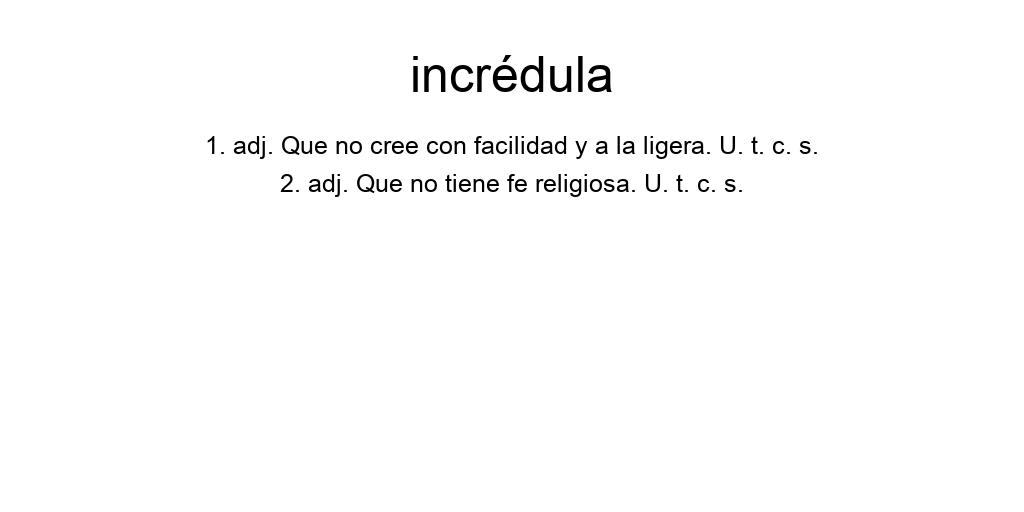 incrédula
1. adj. Que no cree con facilidad y a la ligera. U. t. c. s.
2. adj. Que no tiene fe religiosa. U. t. c. s.